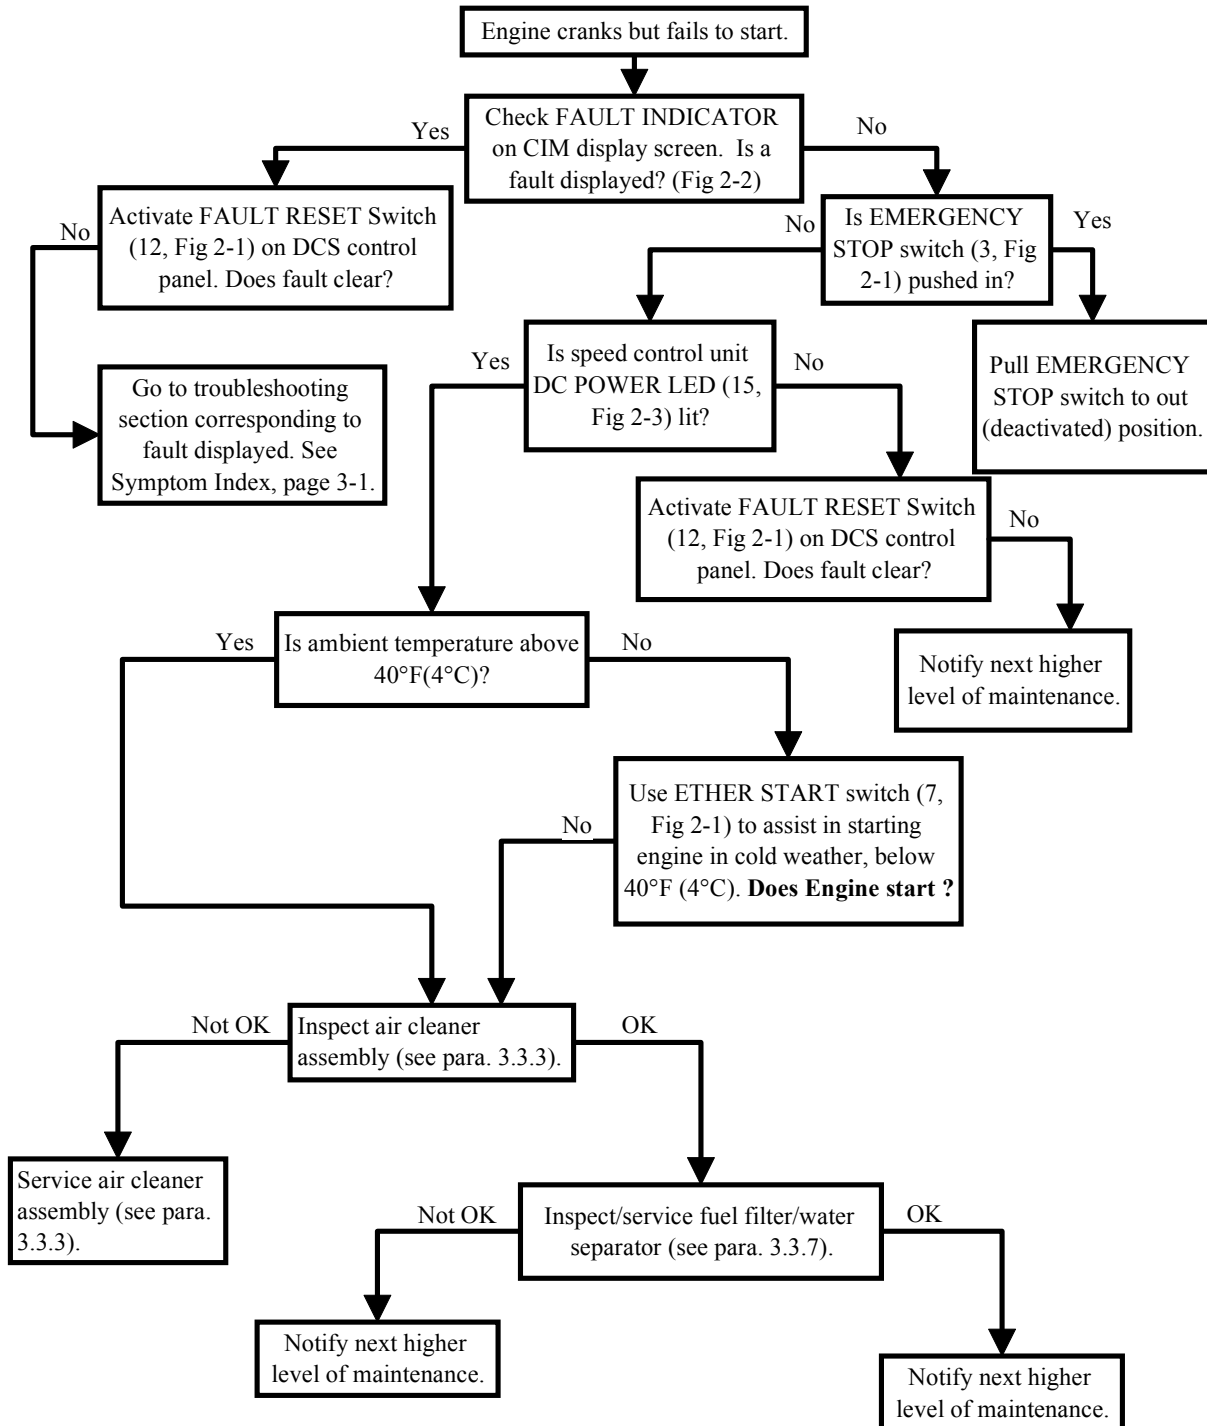 Engine cranks but fails to start.
Yes
Check FAULT INDICATOR
on CIM display screen. Is a
fault displayed? (Fig 2-2)
No
No
Activate FAULT RESET Switch
(12, Fig 2-1) on DCS control
panel. Does fault clear?
No
Is EMERGENCY
STOP switch (3, Fig
2-1) pushed in?
Yes
Go to troubleshooting
section corresponding to
fault displayed. See
Symptom Index, page 3-1.
Yes
Is speed control unit
DC POWER LED (15,
Fig 2-3) lit?
No
Pull EMERGENCY
STOP switch to out
(deactivated) position.
Activate FAULT RESET Switch
(12, Fig 2-1) on DCS control
panel. Does fault clear?
No
Yes
Is ambient temperature above
40°F(4°C)?
No
Notify next higher
level of maintenance.
No
Use ETHER START switch (7,
Fig 2-1) to assist in starting
engine in cold weather, below
40°F (4°C). Does Engine start ?
Not OK
Inspect air cleaner
assembly (see para. 3.3.3).
OK
Service air cleaner
assembly (see para.
3.3.3).
Not OK
Inspect/service fuel filter/water
separator (see para. 3.3.7).
OK
Notify next higher
level of maintenance.
Notify next higher
level of maintenance.